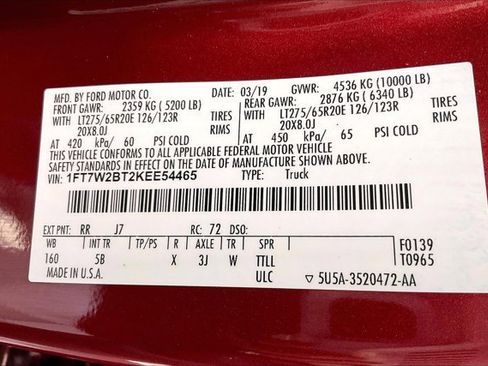 MFD. BY FORD MOTOR CO. 03/19 GVWR: 4536 KG (10000 LB)
FRONT GAWR: 2359 KG (5200 LB) REAR GAWR: 2876 KG (6340 LB)
LT275/65R20E 126/123R TIRES LT275/65R20E 126/123R TIRES
20X8.0J RIMS 20X8.0J RIMS
AT 420 kPa/ 60 PSI COLD AT 450 kPa/ 65 PSI COLD
THIS VEHICLE CONFORMS TO ALL APPLICABLE FEDERAL MOTOR VEHICLE
SAFETY STANDARDS IN EFFECT ON THE DATE OF MANUFACTURE SHOWN ABOVE.
VIN: 1FT7W2BT2KEE54465 TYPE: Truck
EXT PNT: RR J7 RC: 72 DSO:
WB INT TR TP/PS R AXLE TR SPR F0139
160 5B X 3J W TTLL T0965
MADE IN U.S.A. ULC 5U5A-3520472-AA